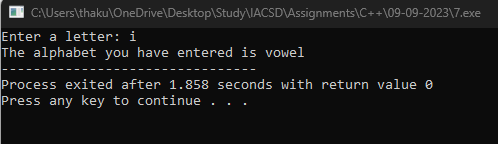 C:\Users\thaku\OneDrive\Desktop\Study\IACSD\Assignments\C++\09-09-2023\7.exe
Enter a letter: i
The alphabet you have entered is vowel
--------------------------------
Process exited after 1.858 seconds with return value 0
Press any key to continue . . .